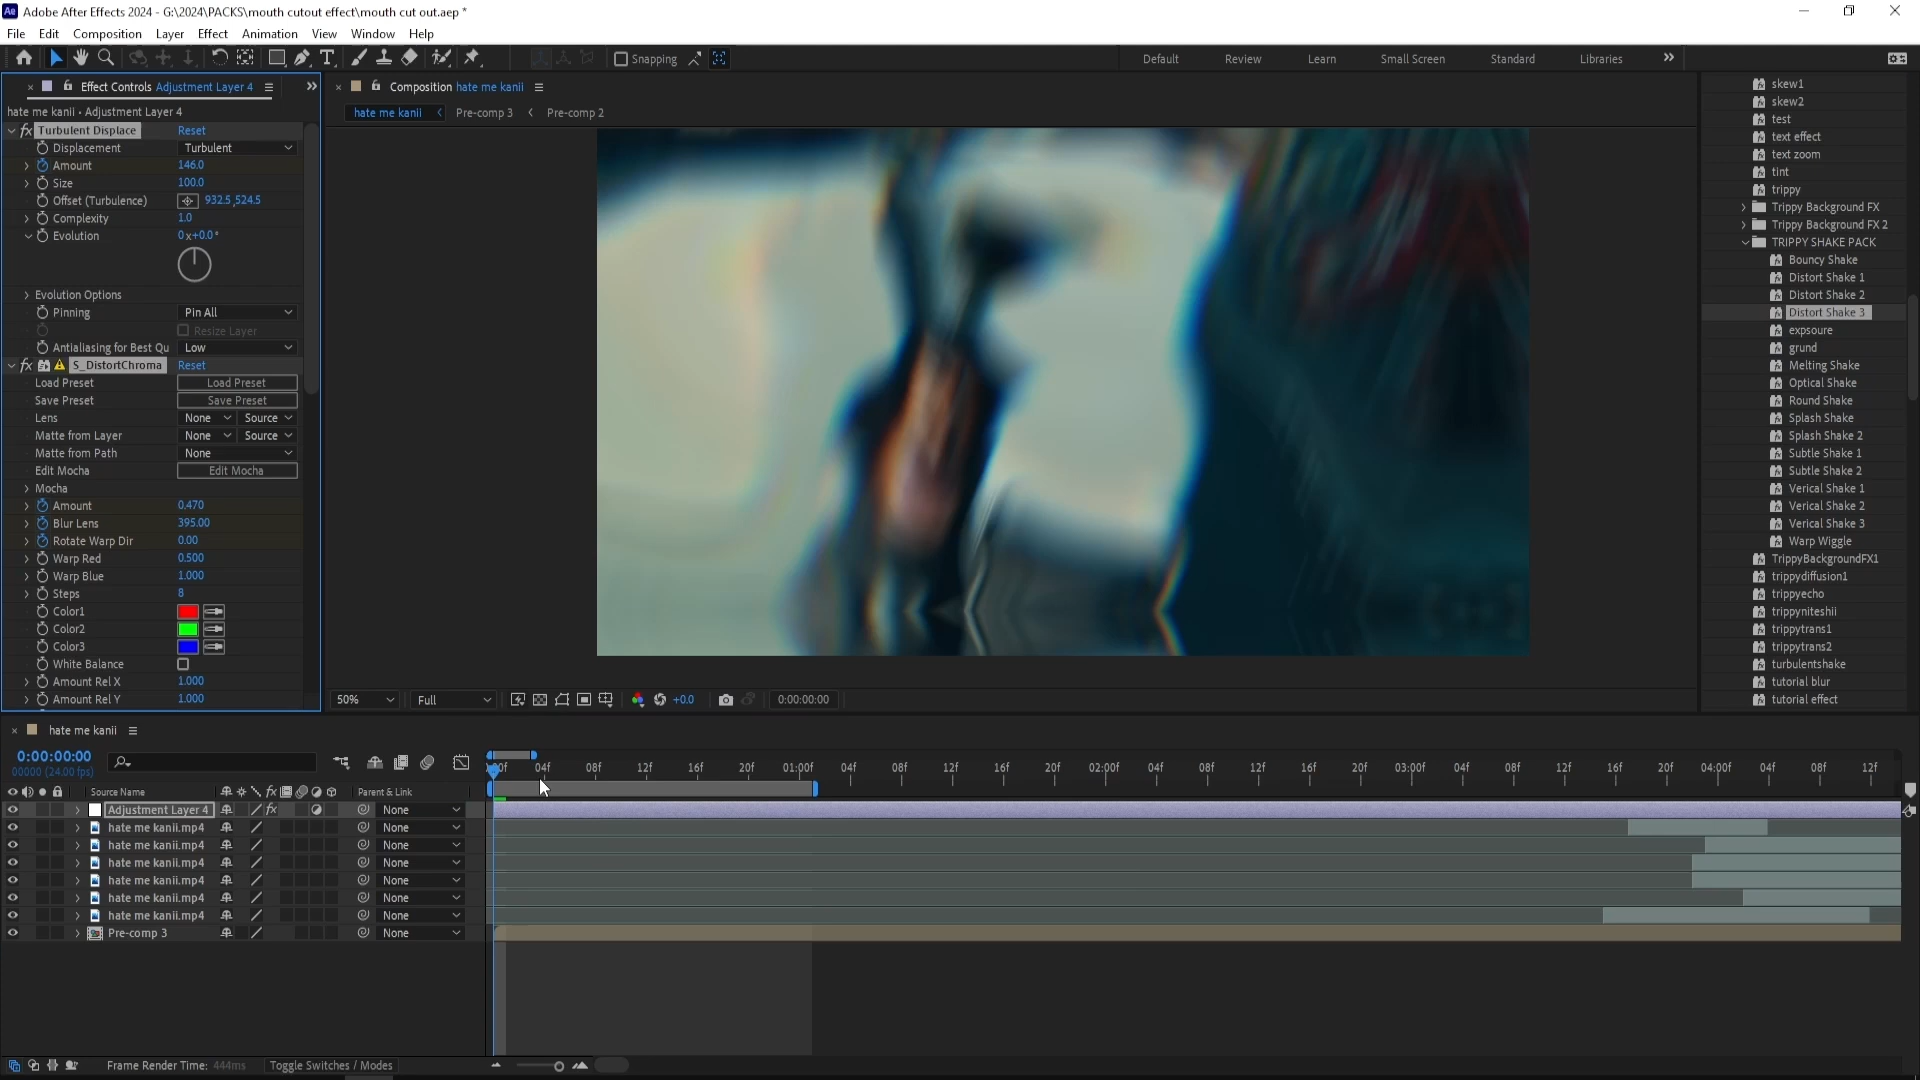 Adobe After Effects 2024 - G:\2024\PACKS\mouth cutout effect\mouth cut out.aep *
File Edit Composition Layer Effect Animation View Window Help
Snapping
Default Review Learn Small Screen Standard Libraries
Effect Controls Adjustment Layer 4
hate me kanii • Adjustment Layer 4
Turbulent Displace Reset
Displacement Turbulent
Amount 146.0
Size 100.0
Offset (Turbulence) 932.5,524.5
Complexity 1.0
Evolution 0x+0.0°
Evolution Options
Pinning Pin All
Resize Layer
Antialiasing for Best Qu Low
S_DistortChroma Reset
Load Preset Load Preset
Save Preset Save Preset
Lens None Source
Matte from Layer None Source
Matte from Path None
Edit Mocha Edit Mocha
Mocha
Amount 0.470
Blur Lens 395.00
Rotate Warp Dir 0.00
Warp Red 0.500
Warp Blue 1.000
Steps 8
Color1
Color2
Color3
White Balance
Amount Rel X 1.000
Amount Rel Y 1.000
Composition hate me kanii
hate me kanii Pre-comp 3 Pre-comp 2
50% Full +0.0 0:00:00:00
skew1
skew2
test
text effect
text zoom
tint
trippy
Trippy Background FX
Trippy Background FX 2
TRIPPY SHAKE PACK
Bouncy Shake
Distort Shake 1
Distort Shake 2
Distort Shake 3
expsoure
grund
Melting Shake
Optical Shake
Round Shake
Splash Shake
Splash Shake 2
Subtle Shake 1
Subtle Shake 2
Verical Shake 1
Verical Shake 2
Verical Shake 3
Warp Wiggle
TrippyBackgroundFX1
trippydiffusion1
trippyecho
trippyniteshii
trippytrans1
trippytrans2
turbulentshake
tutorial blur
tutorial effect
hate me kanii
0:00:00:00
00000 (24.00 fps)
04f 08f 12f 16f 20f 01:00f 04f 08f 12f 16f 20f 02:00f 04f 08f 12f 16f 20f 03:00f 04f 08f 12f 16f 20f 04:00f 04f 08f 12f
Source Name Parent & Link
Adjustment Layer 4 None
hate me kanii.mp4 None
hate me kanii.mp4 None
hate me kanii.mp4 None
hate me kanii.mp4 None
hate me kanii.mp4 None
hate me kanii.mp4 None
Pre-comp 3 None
Frame Render Time: 444ms Toggle Switches / Modes